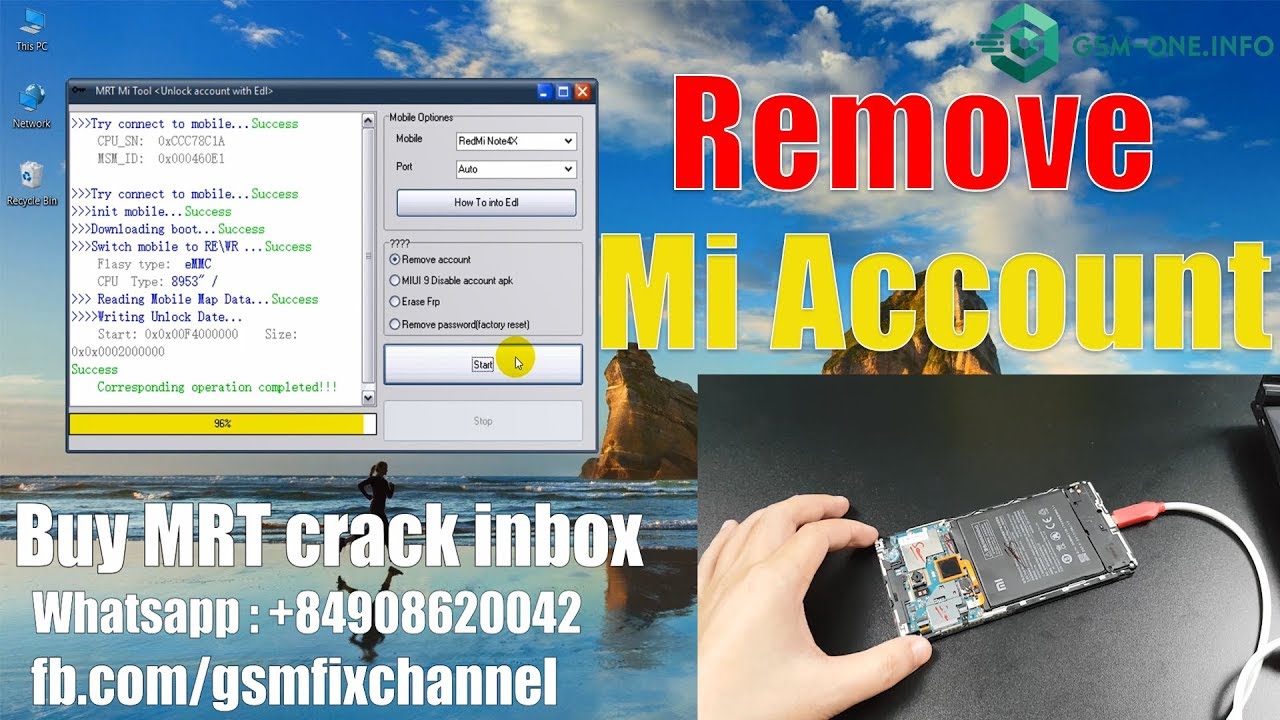 This PC
Network
Recycle Bin
GSM-ONE.INFO
MRT Mi Tool <Unlock account with Edl>
>>>Try connect to mobile...Success
CPU_SN: 0xCCC78C1A
MSM_ID: 0x000460E1
>>>Try connect to mobile...Success
>>>init mobile...Success
>>>Downloading boot...Success
>>>Switch mobile to RE\WR ...Success
Flasy type: eMMC
CPU Type: 8953" /
>>> Reading Mobile Map Data...Success
>>>>Writing Unlock Date...
Start: 0x0x00F4000000 Size:
0x0x0002000000
Success
Corresponding operation completed!!!
96%
Mobile Optiones
Mobile RedMi Note4X
Port Auto
How To into Edl
????
Remove account
MIUI 9 Disable account apk
Erase Frp
Remove password(factory reset)
Start
Stop
Remove
Mi Account
Buy MRT crack inbox
Whatsapp : +84908620042
fb.com/gsmfixchannel
mi